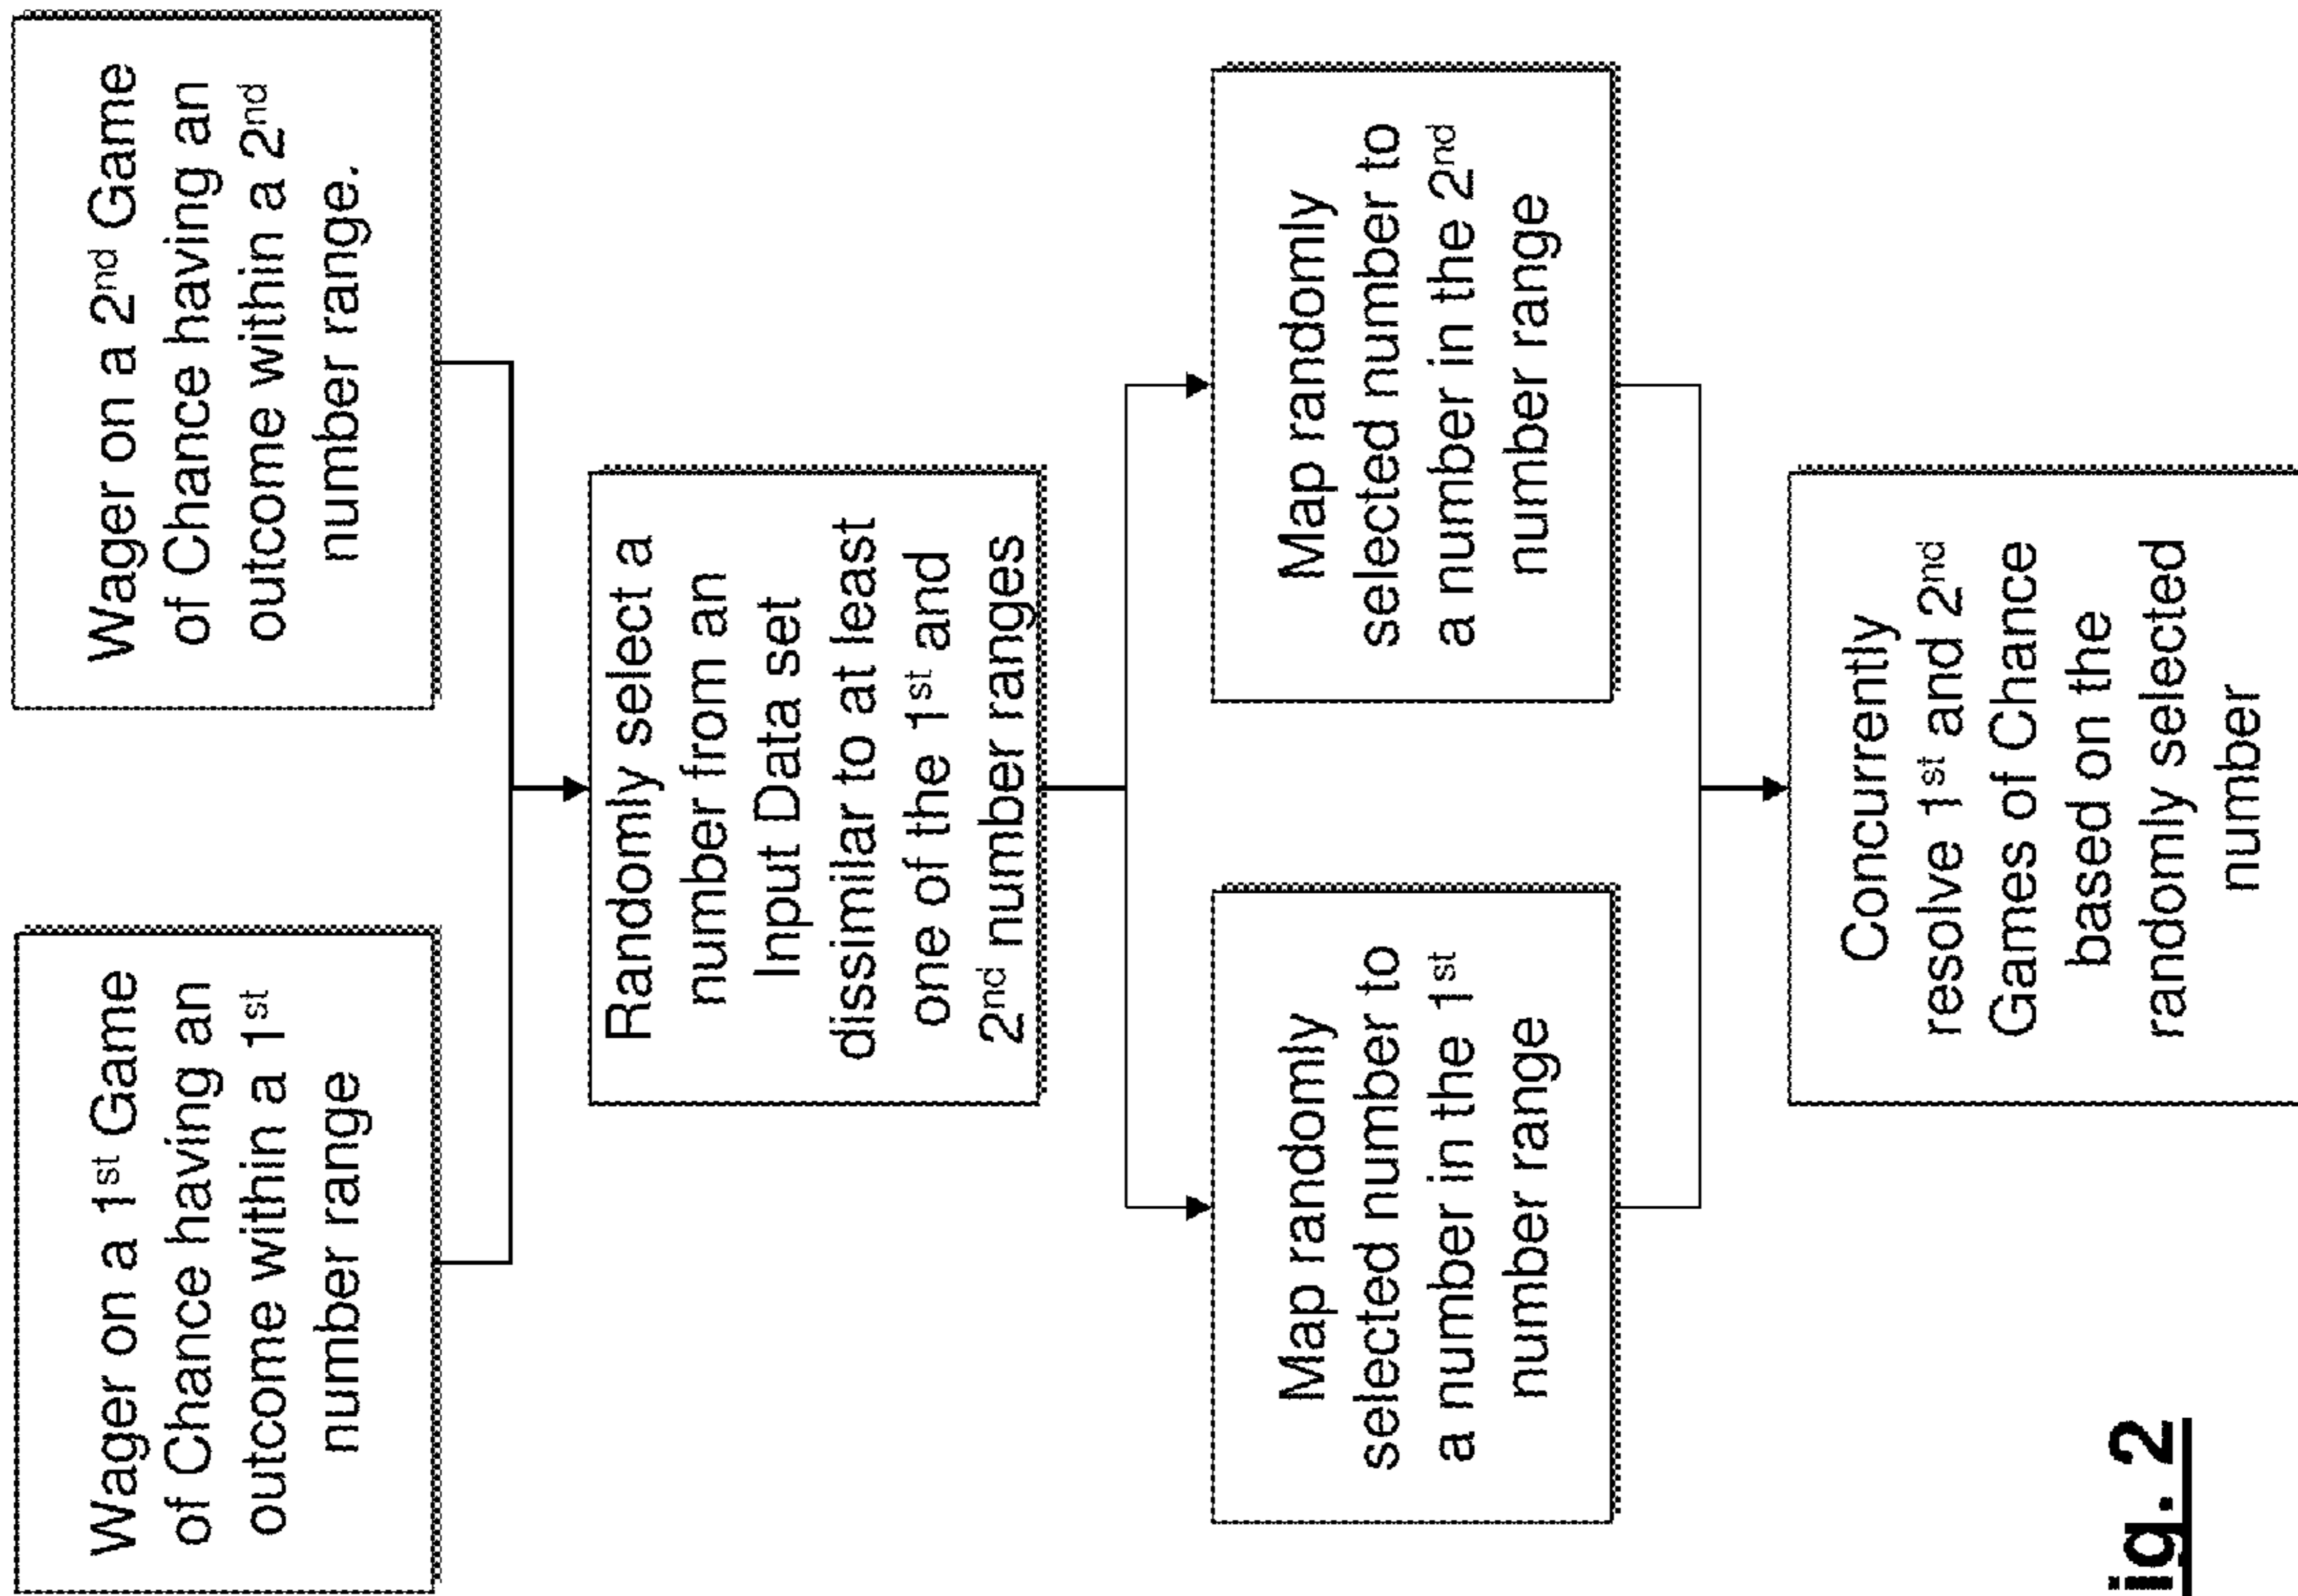 Wager on a 1st Game
of Chance having an
outcome within a 1st
number range
Wager on a 2nd Game
of Chance having an
outcome within a 2nd
number range.
Randomly select a
number from an
Input Data set
dissimilar to at least
one of the 1st and
2nd number ranges
Map randomly
selected number to
a number in the 1st
number range
Map randomly
selected number to
a number in the 2nd
number range
Concurrently
resolve 1st and 2nd
Games of Chance
based on the
randomly selected
number
ig. 2